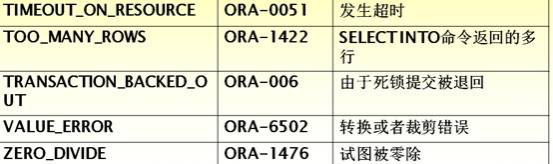 TIMEOUT_ON_RESOURCE ORA-0051 发生超时
TOO_MANY_ROWS ORA-1422 SELECT INTO命令返回的多
行
TRANSACTION_BACKED_O ORA-006 由于死锁提交被退回
UT
VALUE_ERROR ORA-6502 转换或者裁剪错误
ZERO_DIVIDE ORA-1476 试图被零除